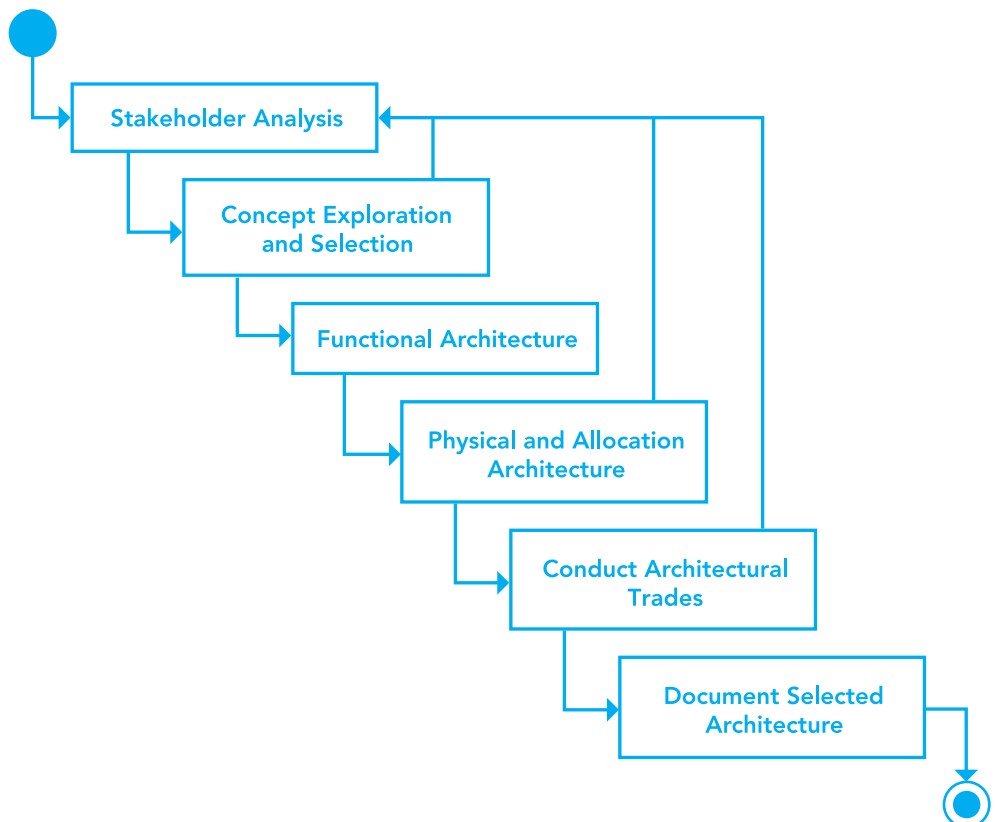 Stakeholder Analysis
Concept Exploration
and Selection
Functional Architecture
Physical and Allocation
Architecture
Conduct Architectural
Trades
Document Selected
Architecture